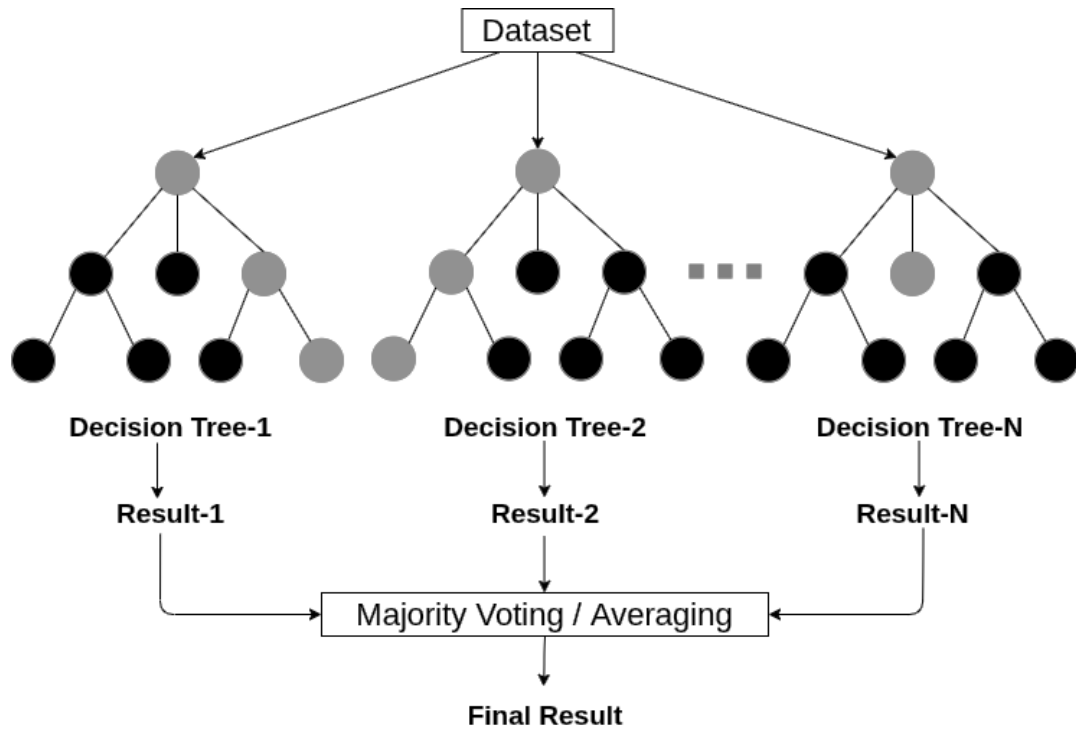 Dataset
Decision Tree-1
Decision Tree-2
Decision Tree-N
Result-1
Result-2
Result-N
Majority Voting / Averaging
Final Result